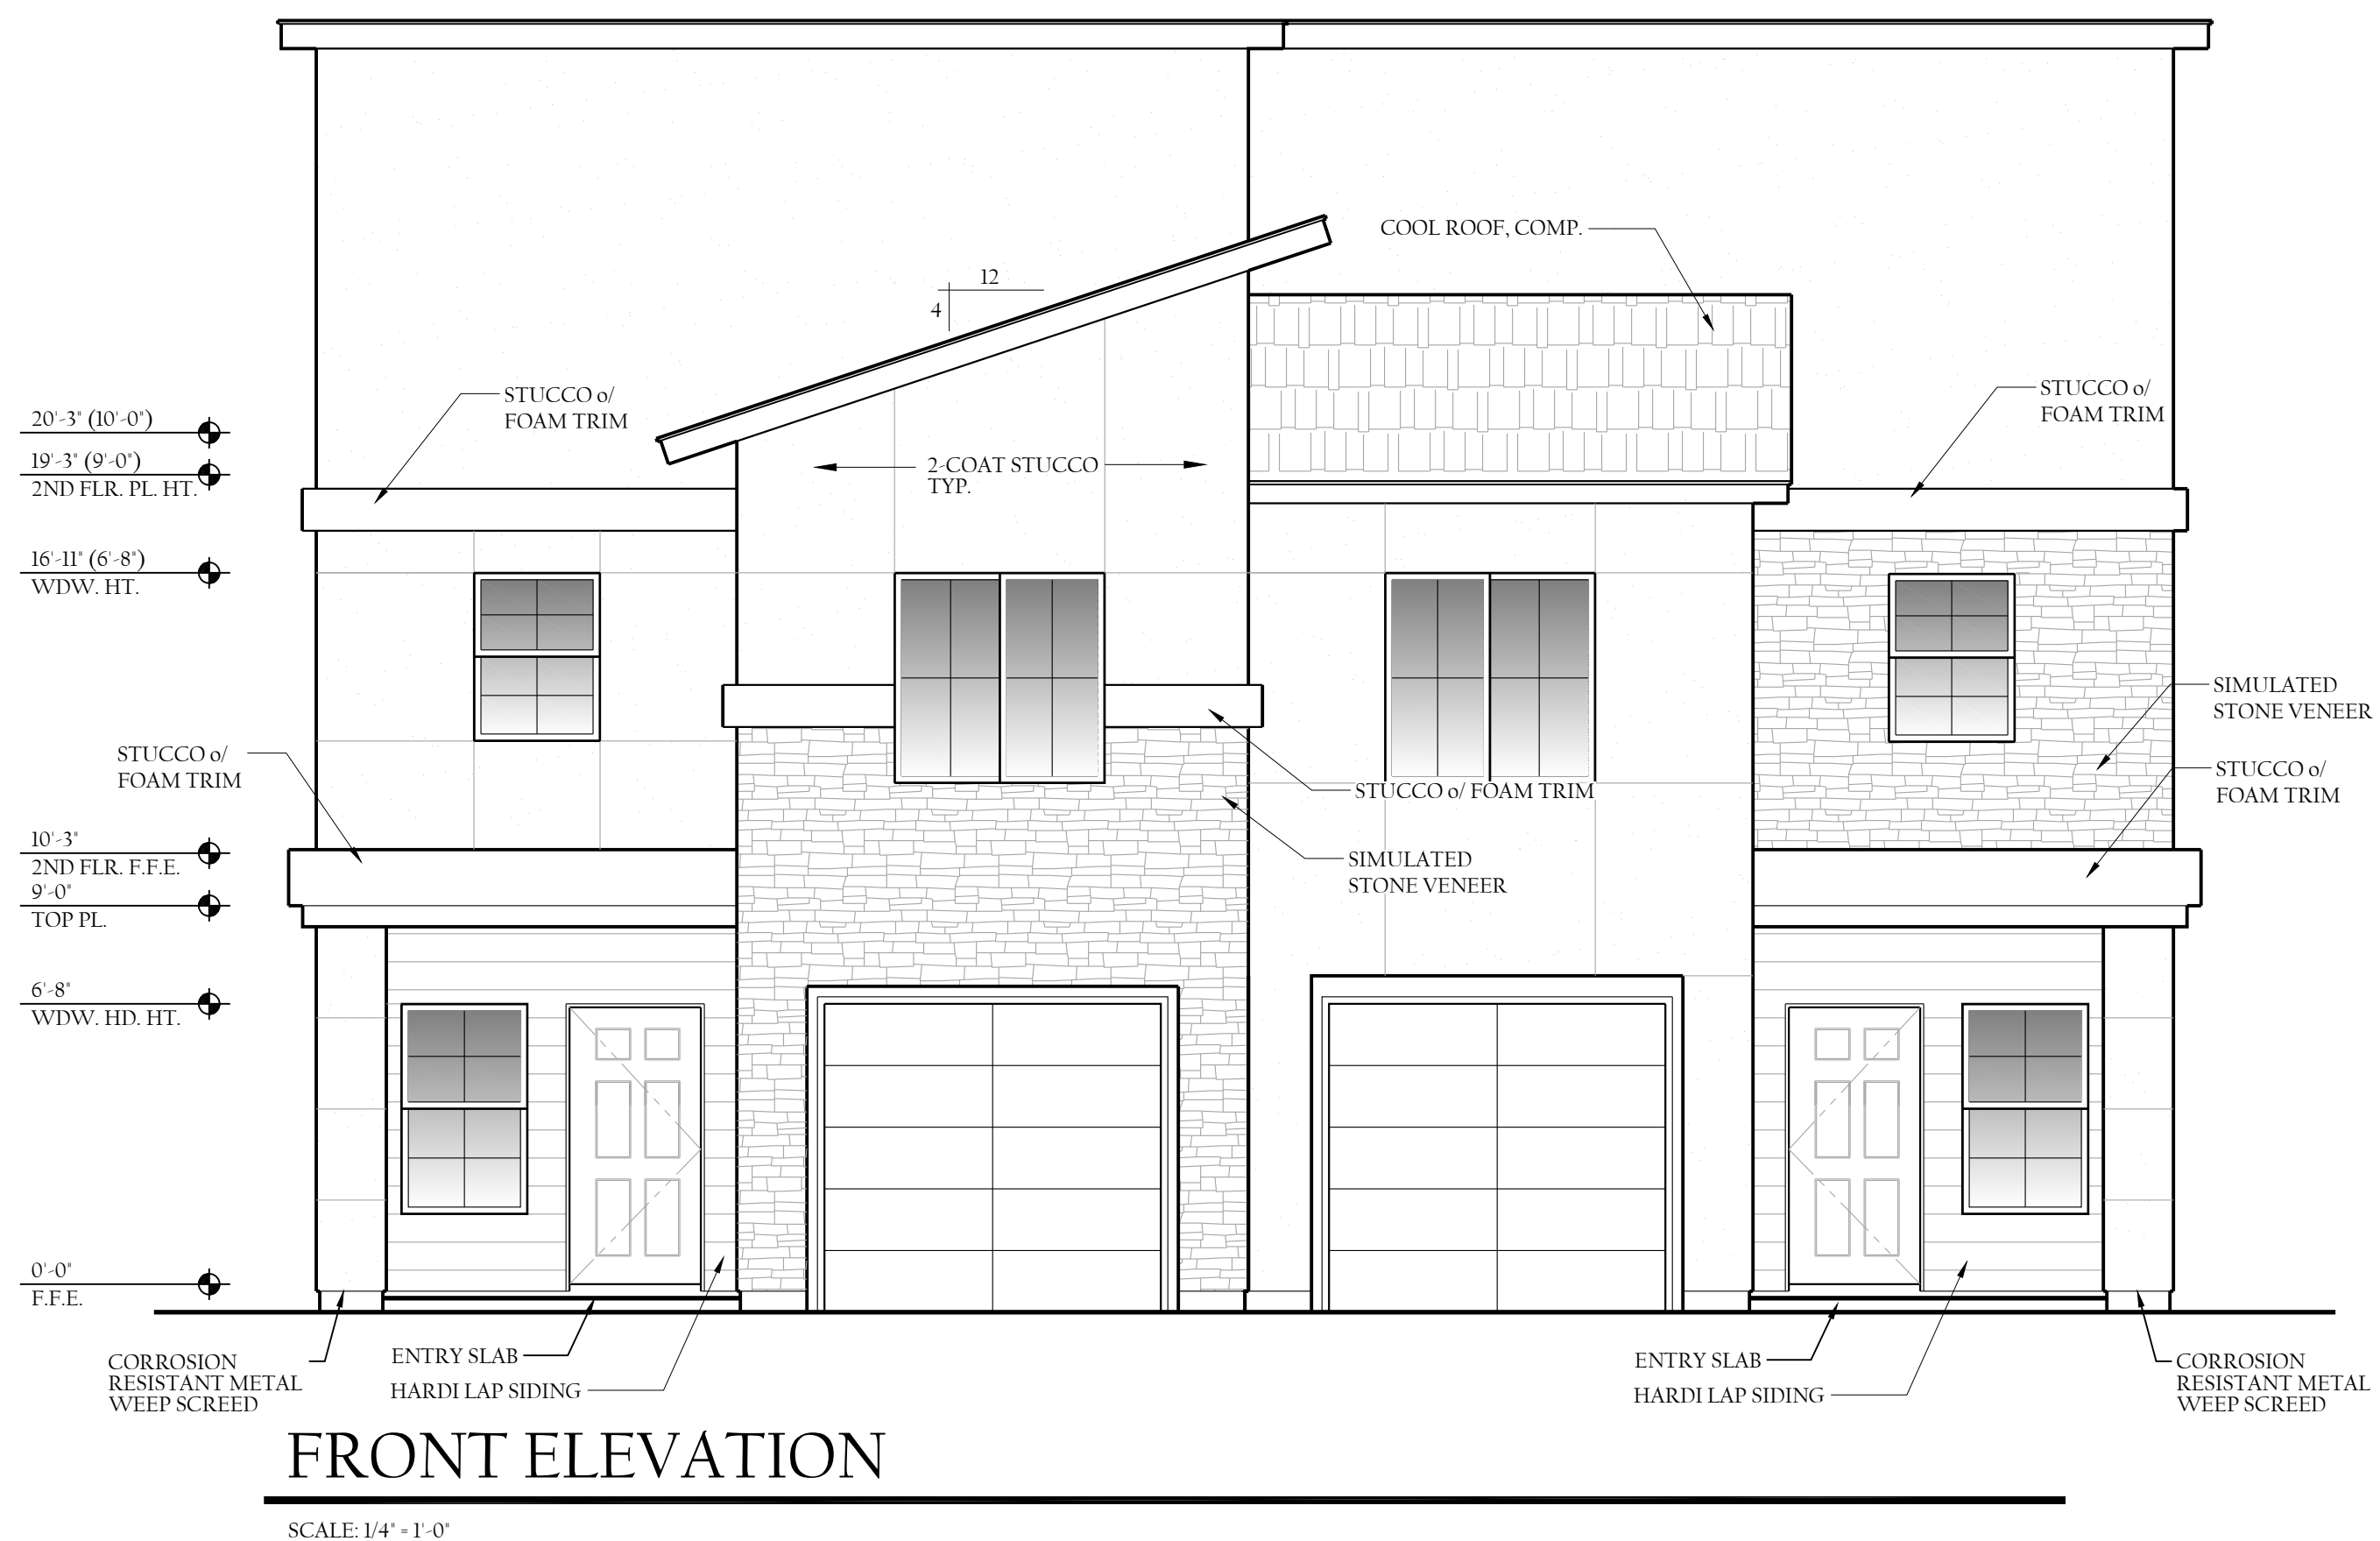 COOL ROOF, COMP.
12
4
STUCCO o/
FOAM TRIM
STUCCO o/
FOAM TRIM
20'-3" (10'-0")
19'-3" (9'-0")
2ND FLR. PL. HT.
2-COAT STUCCO
TYP.
16'-11" (6'-8")
WDW. HT.
SIMULATED
STONE VENEER
STUCCO o/
FOAM TRIM
STUCCO o/
FOAM TRIM
STUCCO o/ FOAM TRIM
10'-3"
2ND FLR. F.F.E.
9'-0"
TOP PL.
SIMULATED
STONE VENEER
6'-8"
WDW. HD. HT.
0'-0"
F.F.E.
CORROSION
RESISTANT METAL
WEEP SCREED
ENTRY SLAB
HARDI LAP SIDING
ENTRY SLAB
HARDI LAP SIDING
CORROSION
RESISTANT METAL
WEEP SCREED
FRONT ELEVATION
SCALE: 1/4" = 1'-0"